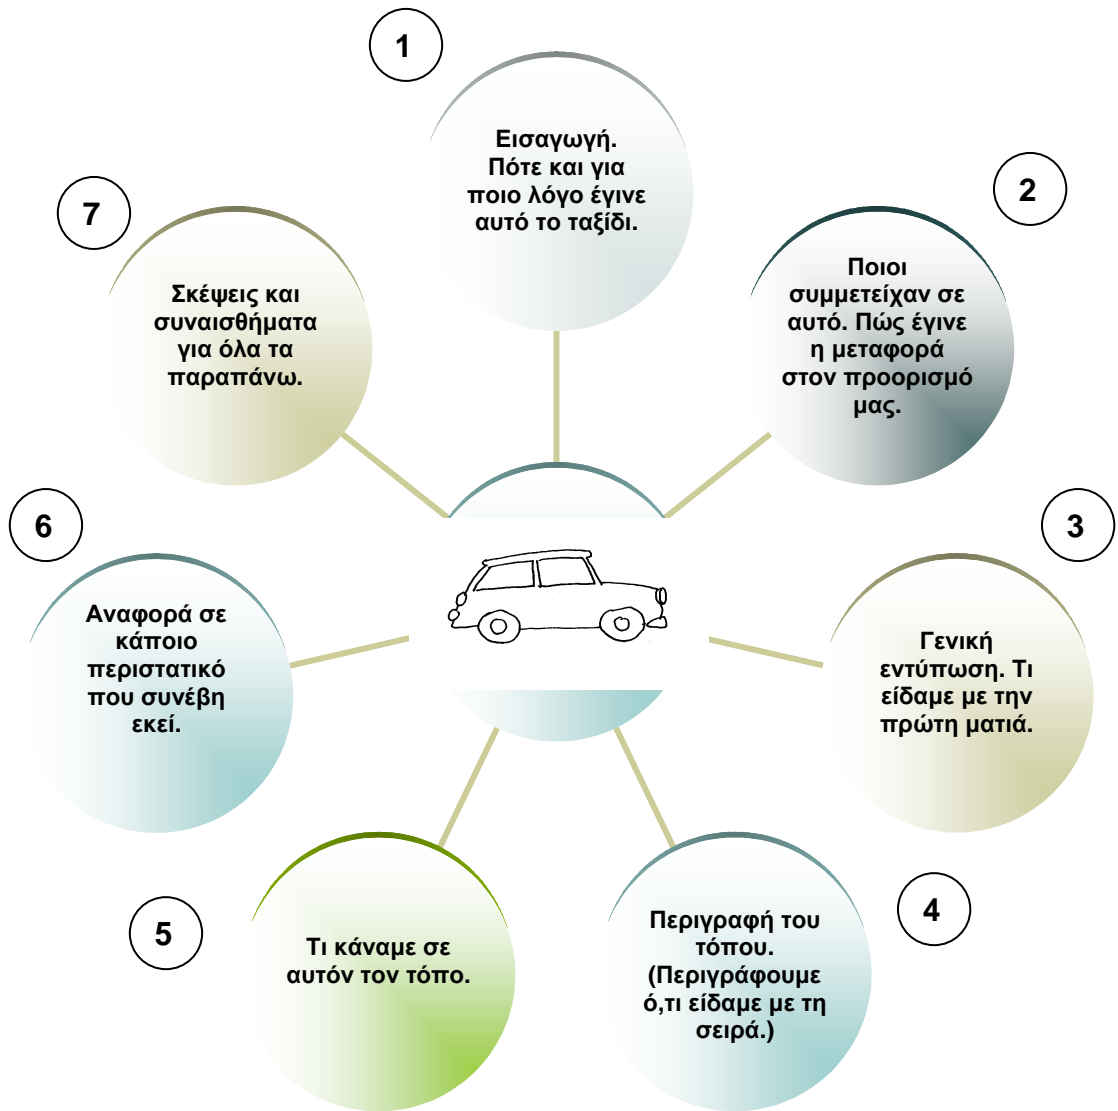 1
Εισαγωγή.
Πότε και για
ποιο λόγο έγινε
αυτό το ταξίδι.
2
Ποιοι
συμμετείχαν σε
αυτό. Πώς έγινε
η μεταφορά
στον προορισμό
μας.
3
Γενική
εντύπωση. Τι
είδαμε με την
πρώτη ματιά.
4
Περιγραφή του
τόπου.
(Περιγράφουμε
ό,τι είδαμε με τη
σειρά.)
5
Τι κάναμε σε
αυτόν τον τόπο.
6
Αναφορά σε
κάποιο
περιστατικό
που συνέβη
εκεί.
7
Σκέψεις και
συναισθήματα
για όλα τα
παραπάνω.